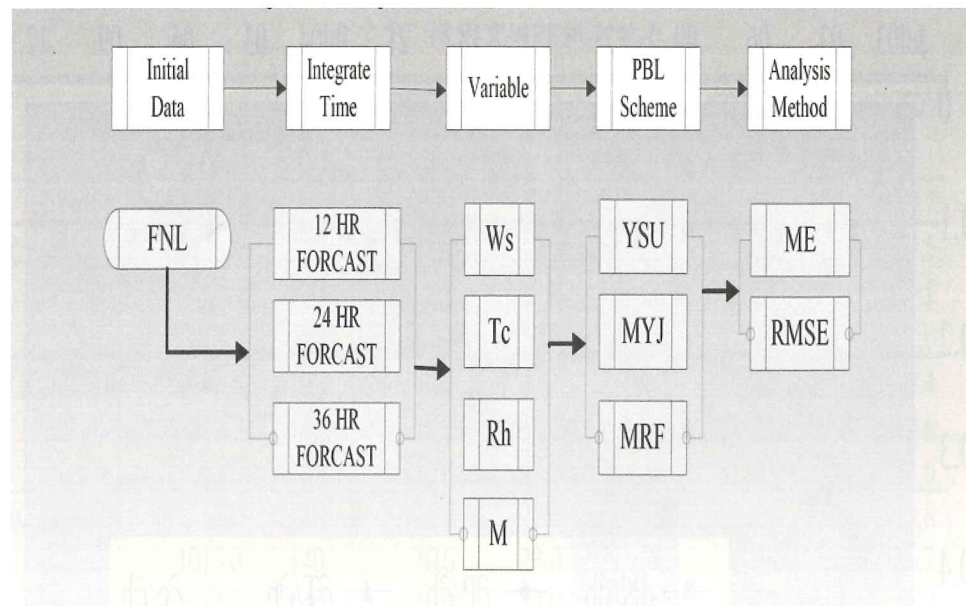 Initial
Data
Integrate
Time
Variable
PBL
Scheme
Analysis
Method
FNL
12 HR
FORCAST
24 HR
FORCAST
36 HR
FORCAST
Ws
Tc
Rh
M
YSU
MYJ
MRF
ME
RMSE